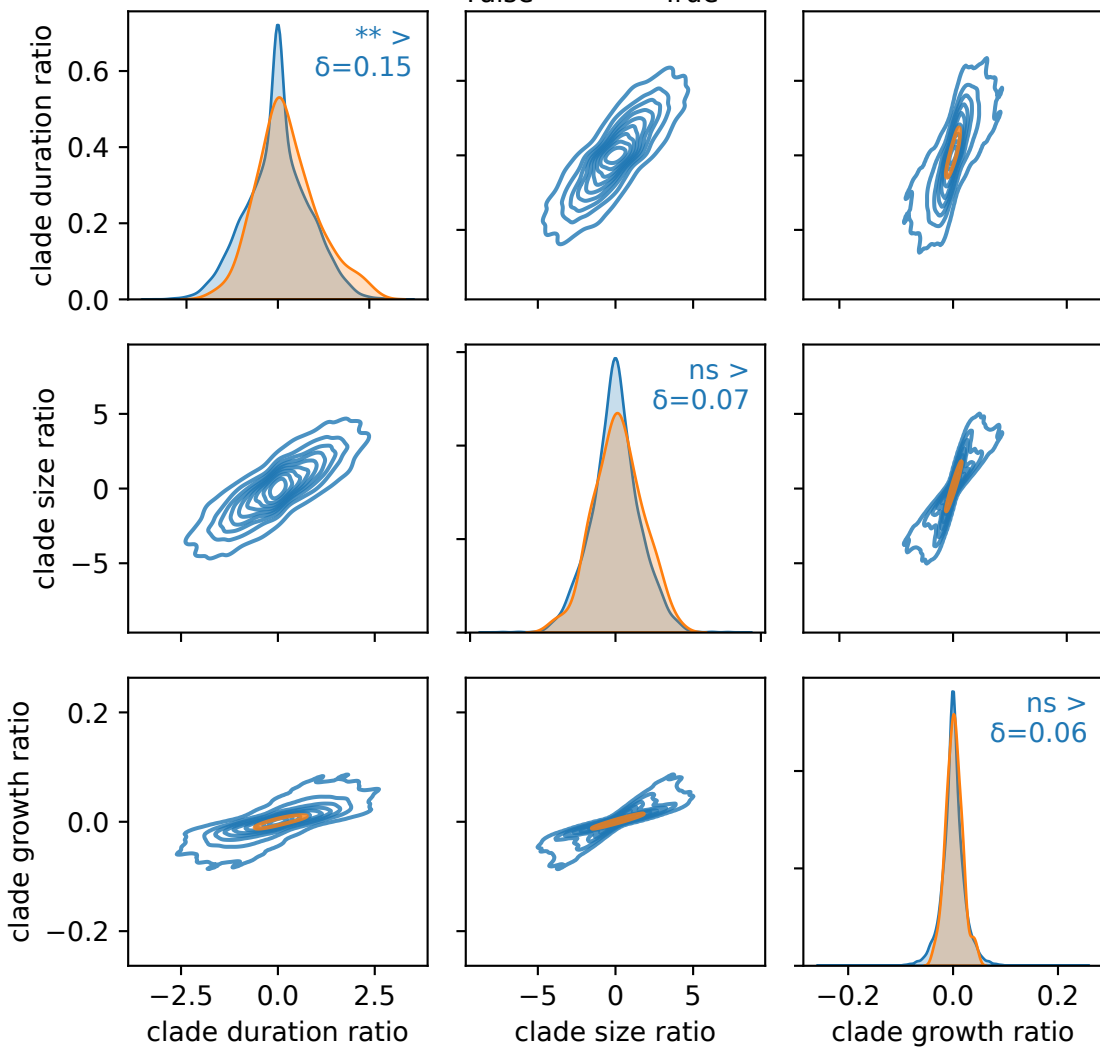 clade duration ratio
0.6
0.4
0.2
0.0
** >
δ=0.15
clade size ratio
5
0
−5
ns >
δ=0.07
clade growth ratio
0.2
0.0
−0.2
ns >
δ=0.06
−2.5 0.0 2.5
clade duration ratio
−5 0 5
clade size ratio
−0.2 0.0 0.2
clade growth ratio